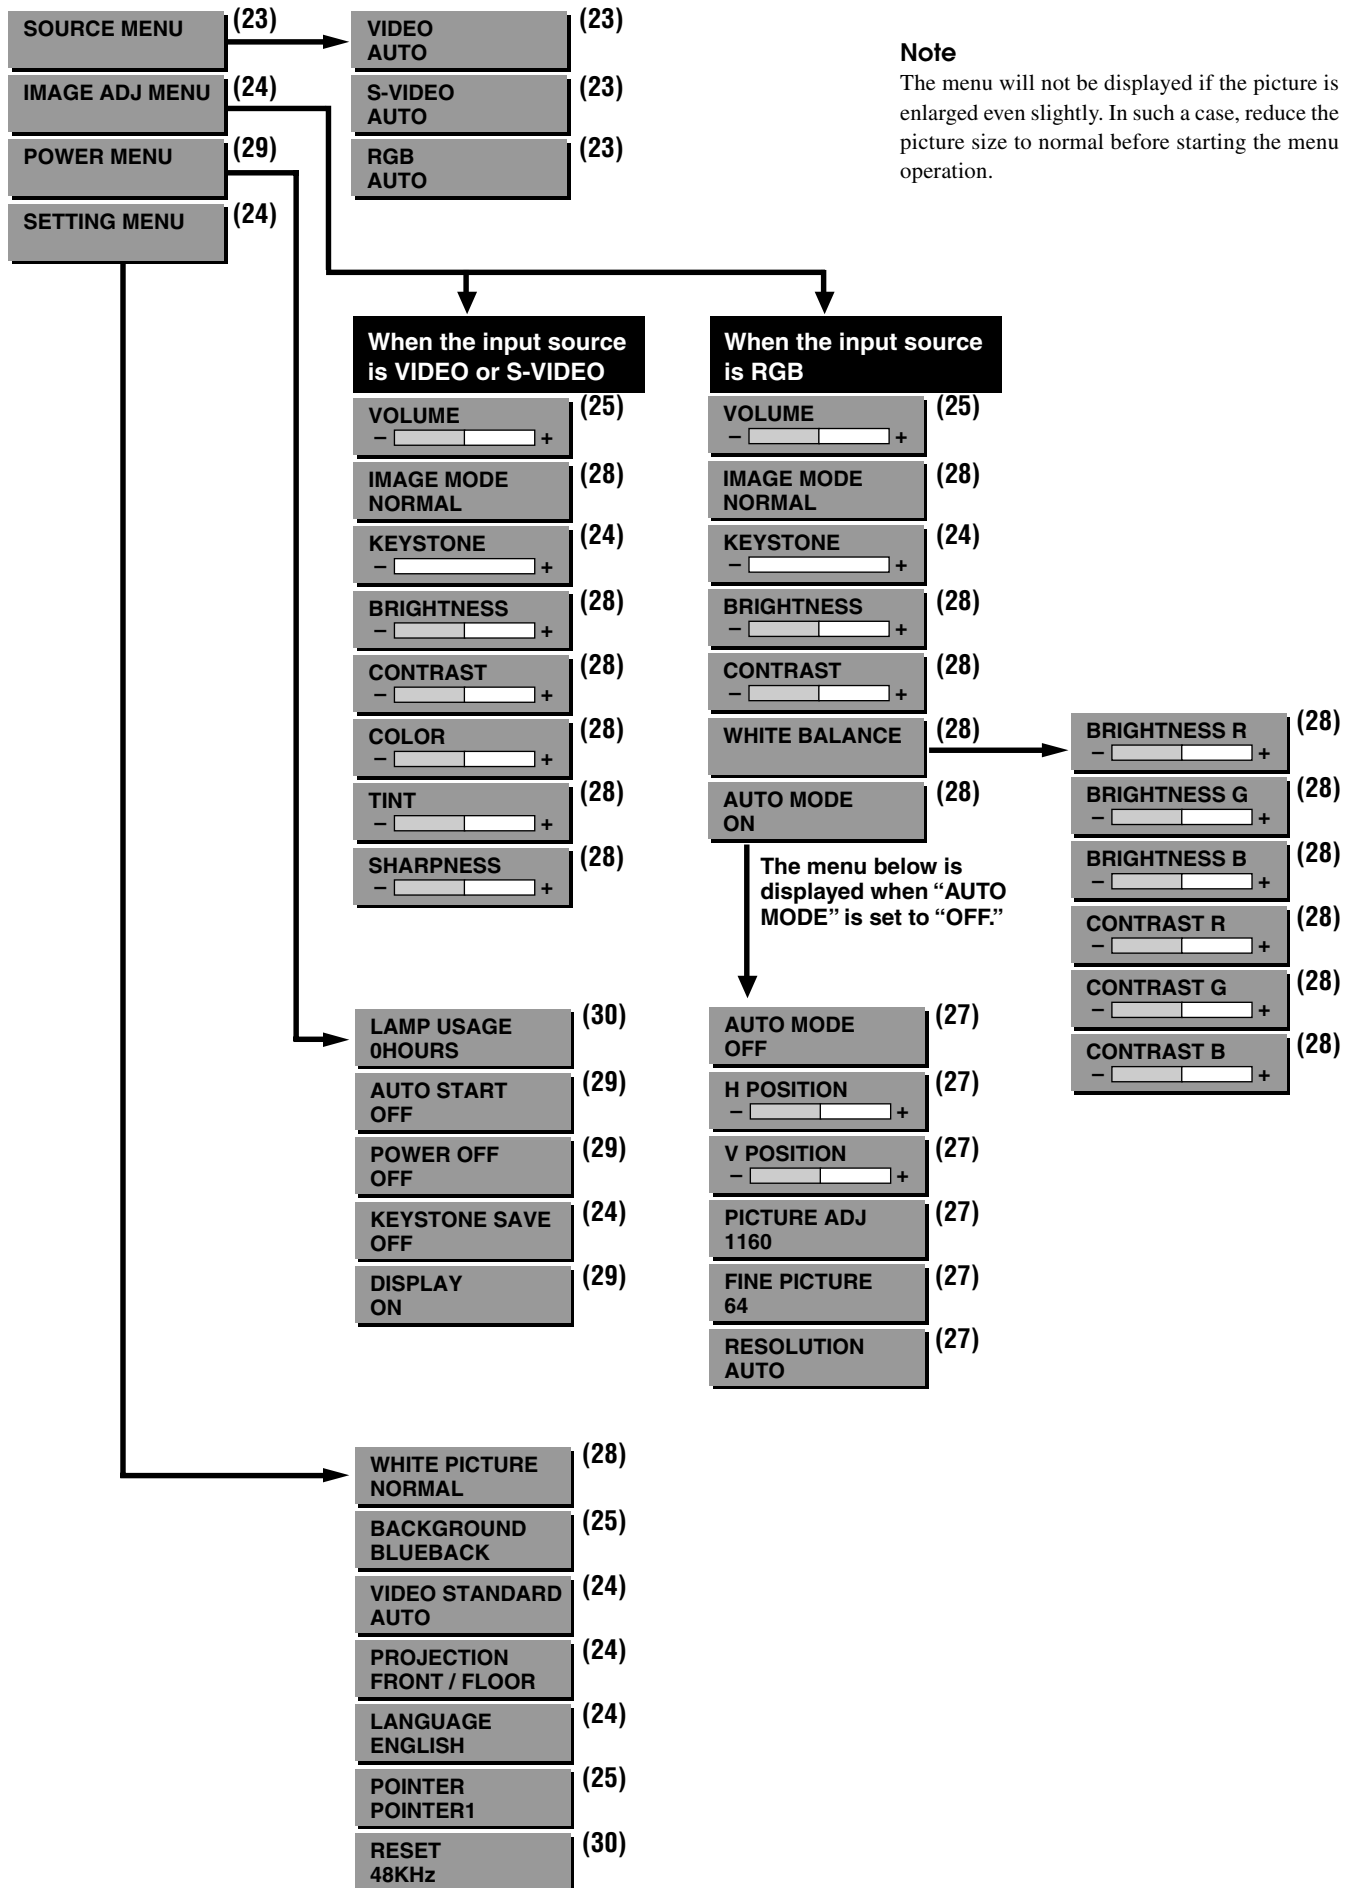 SOURCE MENU (23)
IMAGE ADJ MENU (24)
POWER MENU (29)
SETTING MENU (24)
VIDEO (23)
AUTO
S-VIDEO (23)
AUTO
RGB (23)
AUTO
Note
The menu will not be displayed if the picture is
enlarged even slightly. In such a case, reduce the
picture size to normal before starting the menu
operation.
When the input source
is VIDEO or S-VIDEO
VOLUME (25)
– +
IMAGE MODE (28)
NORMAL
KEYSTONE (24)
– +
BRIGHTNESS (28)
– +
CONTRAST (28)
– +
COLOR (28)
– +
TINT (28)
– +
SHARPNESS (28)
– +
When the input source
is RGB
VOLUME (25)
– +
IMAGE MODE (28)
NORMAL
KEYSTONE (24)
– +
BRIGHTNESS (28)
– +
CONTRAST (28)
– +
WHITE BALANCE (28)
AUTO MODE (28)
ON
BRIGHTNESS R (28)
– +
BRIGHTNESS G (28)
– +
BRIGHTNESS B (28)
– +
CONTRAST R (28)
– +
CONTRAST G (28)
– +
CONTRAST B (28)
– +
The menu below is
displayed when “AUTO
MODE” is set to “OFF.”
AUTO MODE (27)
OFF
H POSITION (27)
– +
V POSITION (27)
– +
PICTURE ADJ (27)
1160
FINE PICTURE (27)
64
RESOLUTION (27)
AUTO
LAMP USAGE (30)
0HOURS
AUTO START (29)
OFF
POWER OFF (29)
OFF
KEYSTONE SAVE (24)
OFF
DISPLAY (29)
ON
WHITE PICTURE (28)
NORMAL
BACKGROUND (25)
BLUEBACK
VIDEO STANDARD (24)
AUTO
PROJECTION (24)
FRONT / FLOOR
LANGUAGE (24)
ENGLISH
POINTER (25)
POINTER1
RESET (30)
48KHz